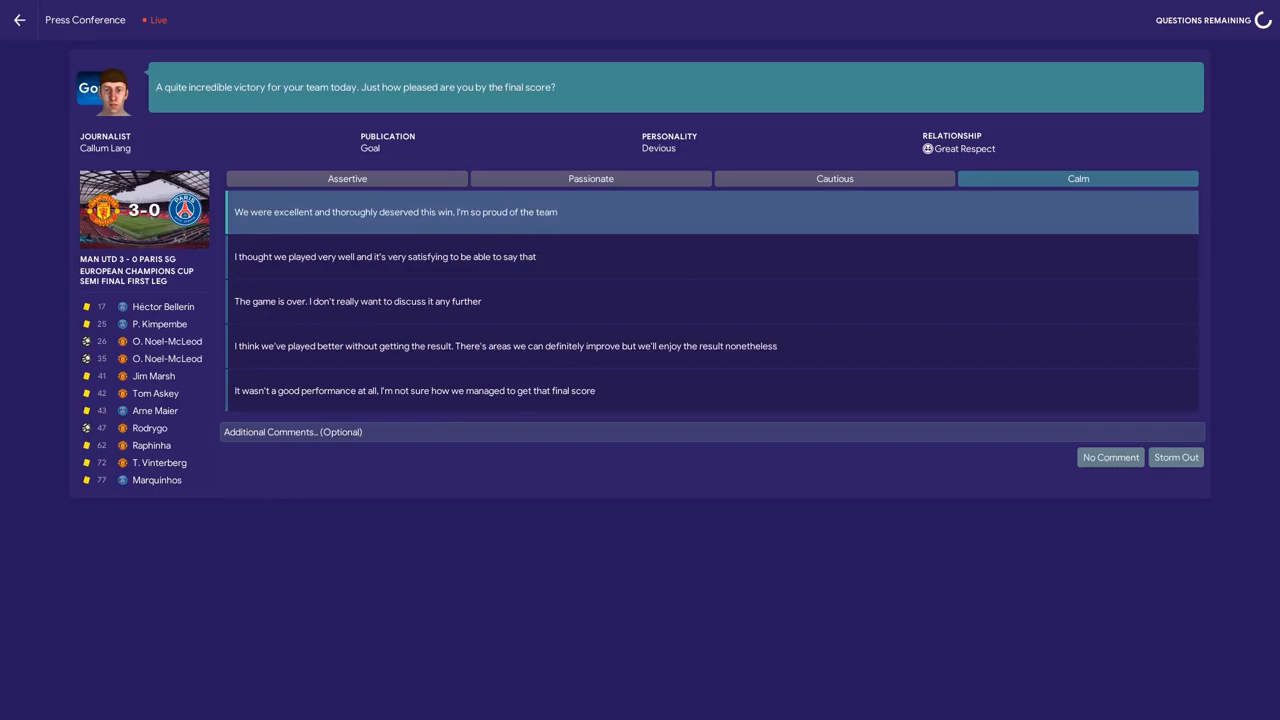 Press Conference
Live
QUESTIONS REMAINING
Go
A quite incredible victory for your team today. Just how pleased are you by the final score?
JOURNALIST
Callum Lang
PUBLICATION
Goal
PERSONALITY
Devious
RELATIONSHIP
Great Respect
3-0
PARIS
MAN UTD 3 - 0 PARIS SG
EUROPEAN CHAMPIONS CUP
SEMI FINAL FIRST LEG
17 Héctor Bellerín
25 P. Kimpembe
26 O. Noel-McLeod
35 O. Noel-McLeod
41 Jim Marsh
42 Tom Askey
43 Arne Maier
47 Rodrygo
62 Raphinha
72 T. Vinterberg
77 Marquinhos
Assertive
Passionate
Cautious
Calm
We were excellent and thoroughly deserved this win, I'm so proud of the team
I thought we played very well and it's very satisfying to be able to say that
The game is over. I don't really want to discuss it any further
I think we've played better without getting the result. There's areas we can definitely improve but we'll enjoy the result nonetheless
It wasn't a good performance at all, I'm not sure how we managed to get that final score
Additional Comments.. (Optional)
No Comment
Storm Out